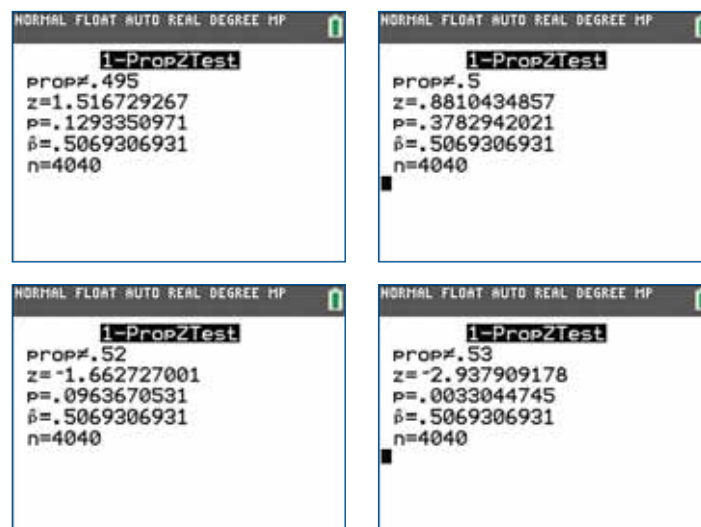 NORMAL FLOAT AUTO REAL DEGREE MP
1-PropZTest
prop≠.495
z=1.516729267
p=.1293350971
p̂=.5069306931
n=4040
NORMAL FLOAT AUTO REAL DEGREE MP
1-PropZTest
prop≠.5
z=.8810434857
p=.3782942021
p̂=.5069306931
n=4040
NORMAL FLOAT AUTO REAL DEGREE MP
1-PropZTest
prop≠.52
z=-1.662727001
p=.0963670531
p̂=.5069306931
n=4040
NORMAL FLOAT AUTO REAL DEGREE MP
1-PropZTest
prop≠.53
z=-2.937909178
p=.0033044745
p̂=.5069306931
n=4040